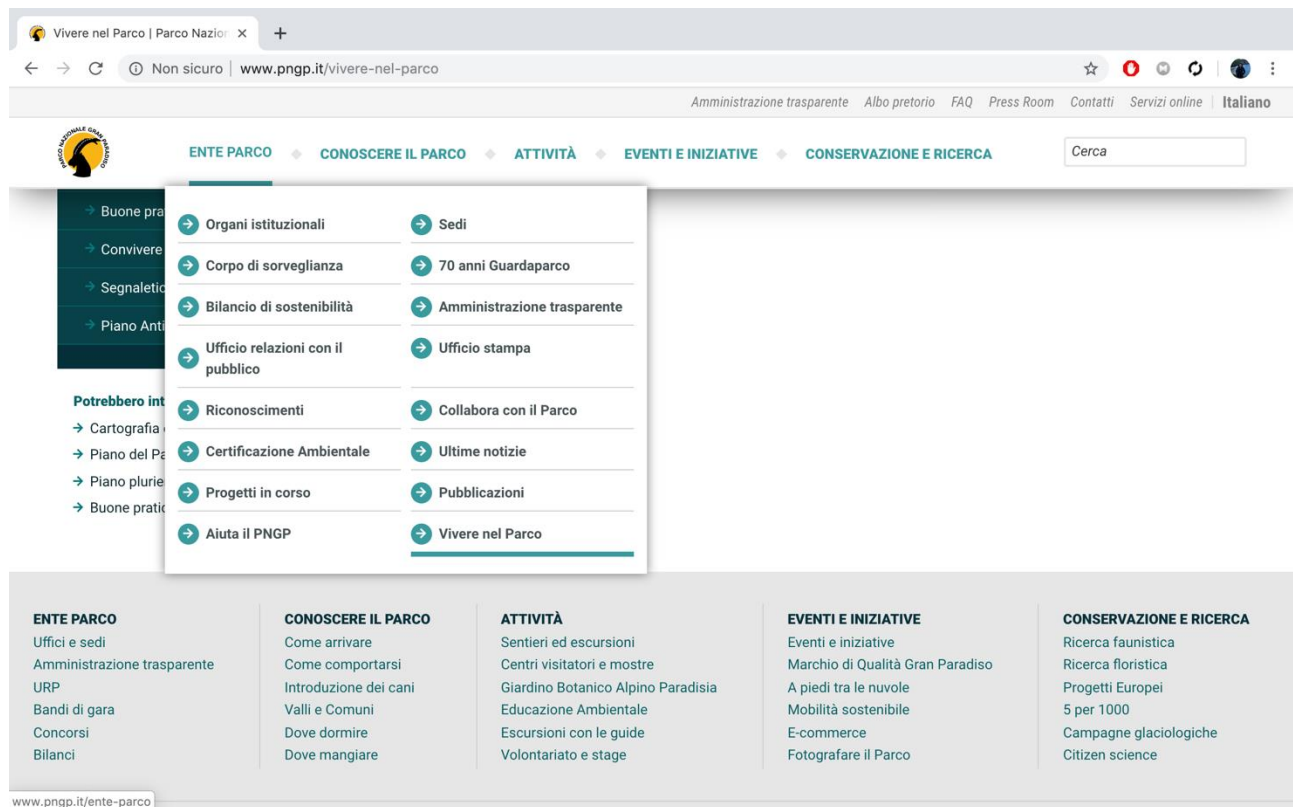 Vivere nel Parco | Parco Nazion
Non sicuro | www.pngp.it/vivere-nel-parco
Amministrazione trasparente Albo pretorio FAQ Press Room Contatti Servizi online | Italiano
PARCO NAZIONALE GRAN PARADISO
ENTE PARCO CONOSCERE IL PARCO ATTIVITÀ EVENTI E INIZIATIVE CONSERVAZIONE E RICERCA Cerca
Buone pra
Convivere
Segnaletic
Piano Anti
Potrebbero int
Cartografia
Piano del Pa
Piano plurie
Buone pratic
Organi istituzionali Sedi
Corpo di sorveglianza 70 anni Guardaparco
Bilancio di sostenibilità Amministrazione trasparente
Ufficio relazioni con il Ufficio stampa
pubblico
Riconoscimenti Collabora con il Parco
Certificazione Ambientale Ultime notizie
Progetti in corso Pubblicazioni
Aiuta il PNGP Vivere nel Parco
ENTE PARCO
Uffici e sedi
Amministrazione trasparente
URP
Bandi di gara
Concorsi
Bilanci
CONOSCERE IL PARCO
Come arrivare
Come comportarsi
Introduzione dei cani
Valli e Comuni
Dove dormire
Dove mangiare
ATTIVITÀ
Sentieri ed escursioni
Centri visitatori e mostre
Giardino Botanico Alpino Paradisia
Educazione Ambientale
Escursioni con le guide
Volontariato e stage
EVENTI E INIZIATIVE
Eventi e iniziative
Marchio di Qualità Gran Paradiso
A piedi tra le nuvole
Mobilità sostenibile
E-commerce
Fotografare il Parco
CONSERVAZIONE E RICERCA
Ricerca faunistica
Ricerca floristica
Progetti Europei
5 per 1000
Campagne glaciologiche
Citizen science
www.pngp.it/ente-parco